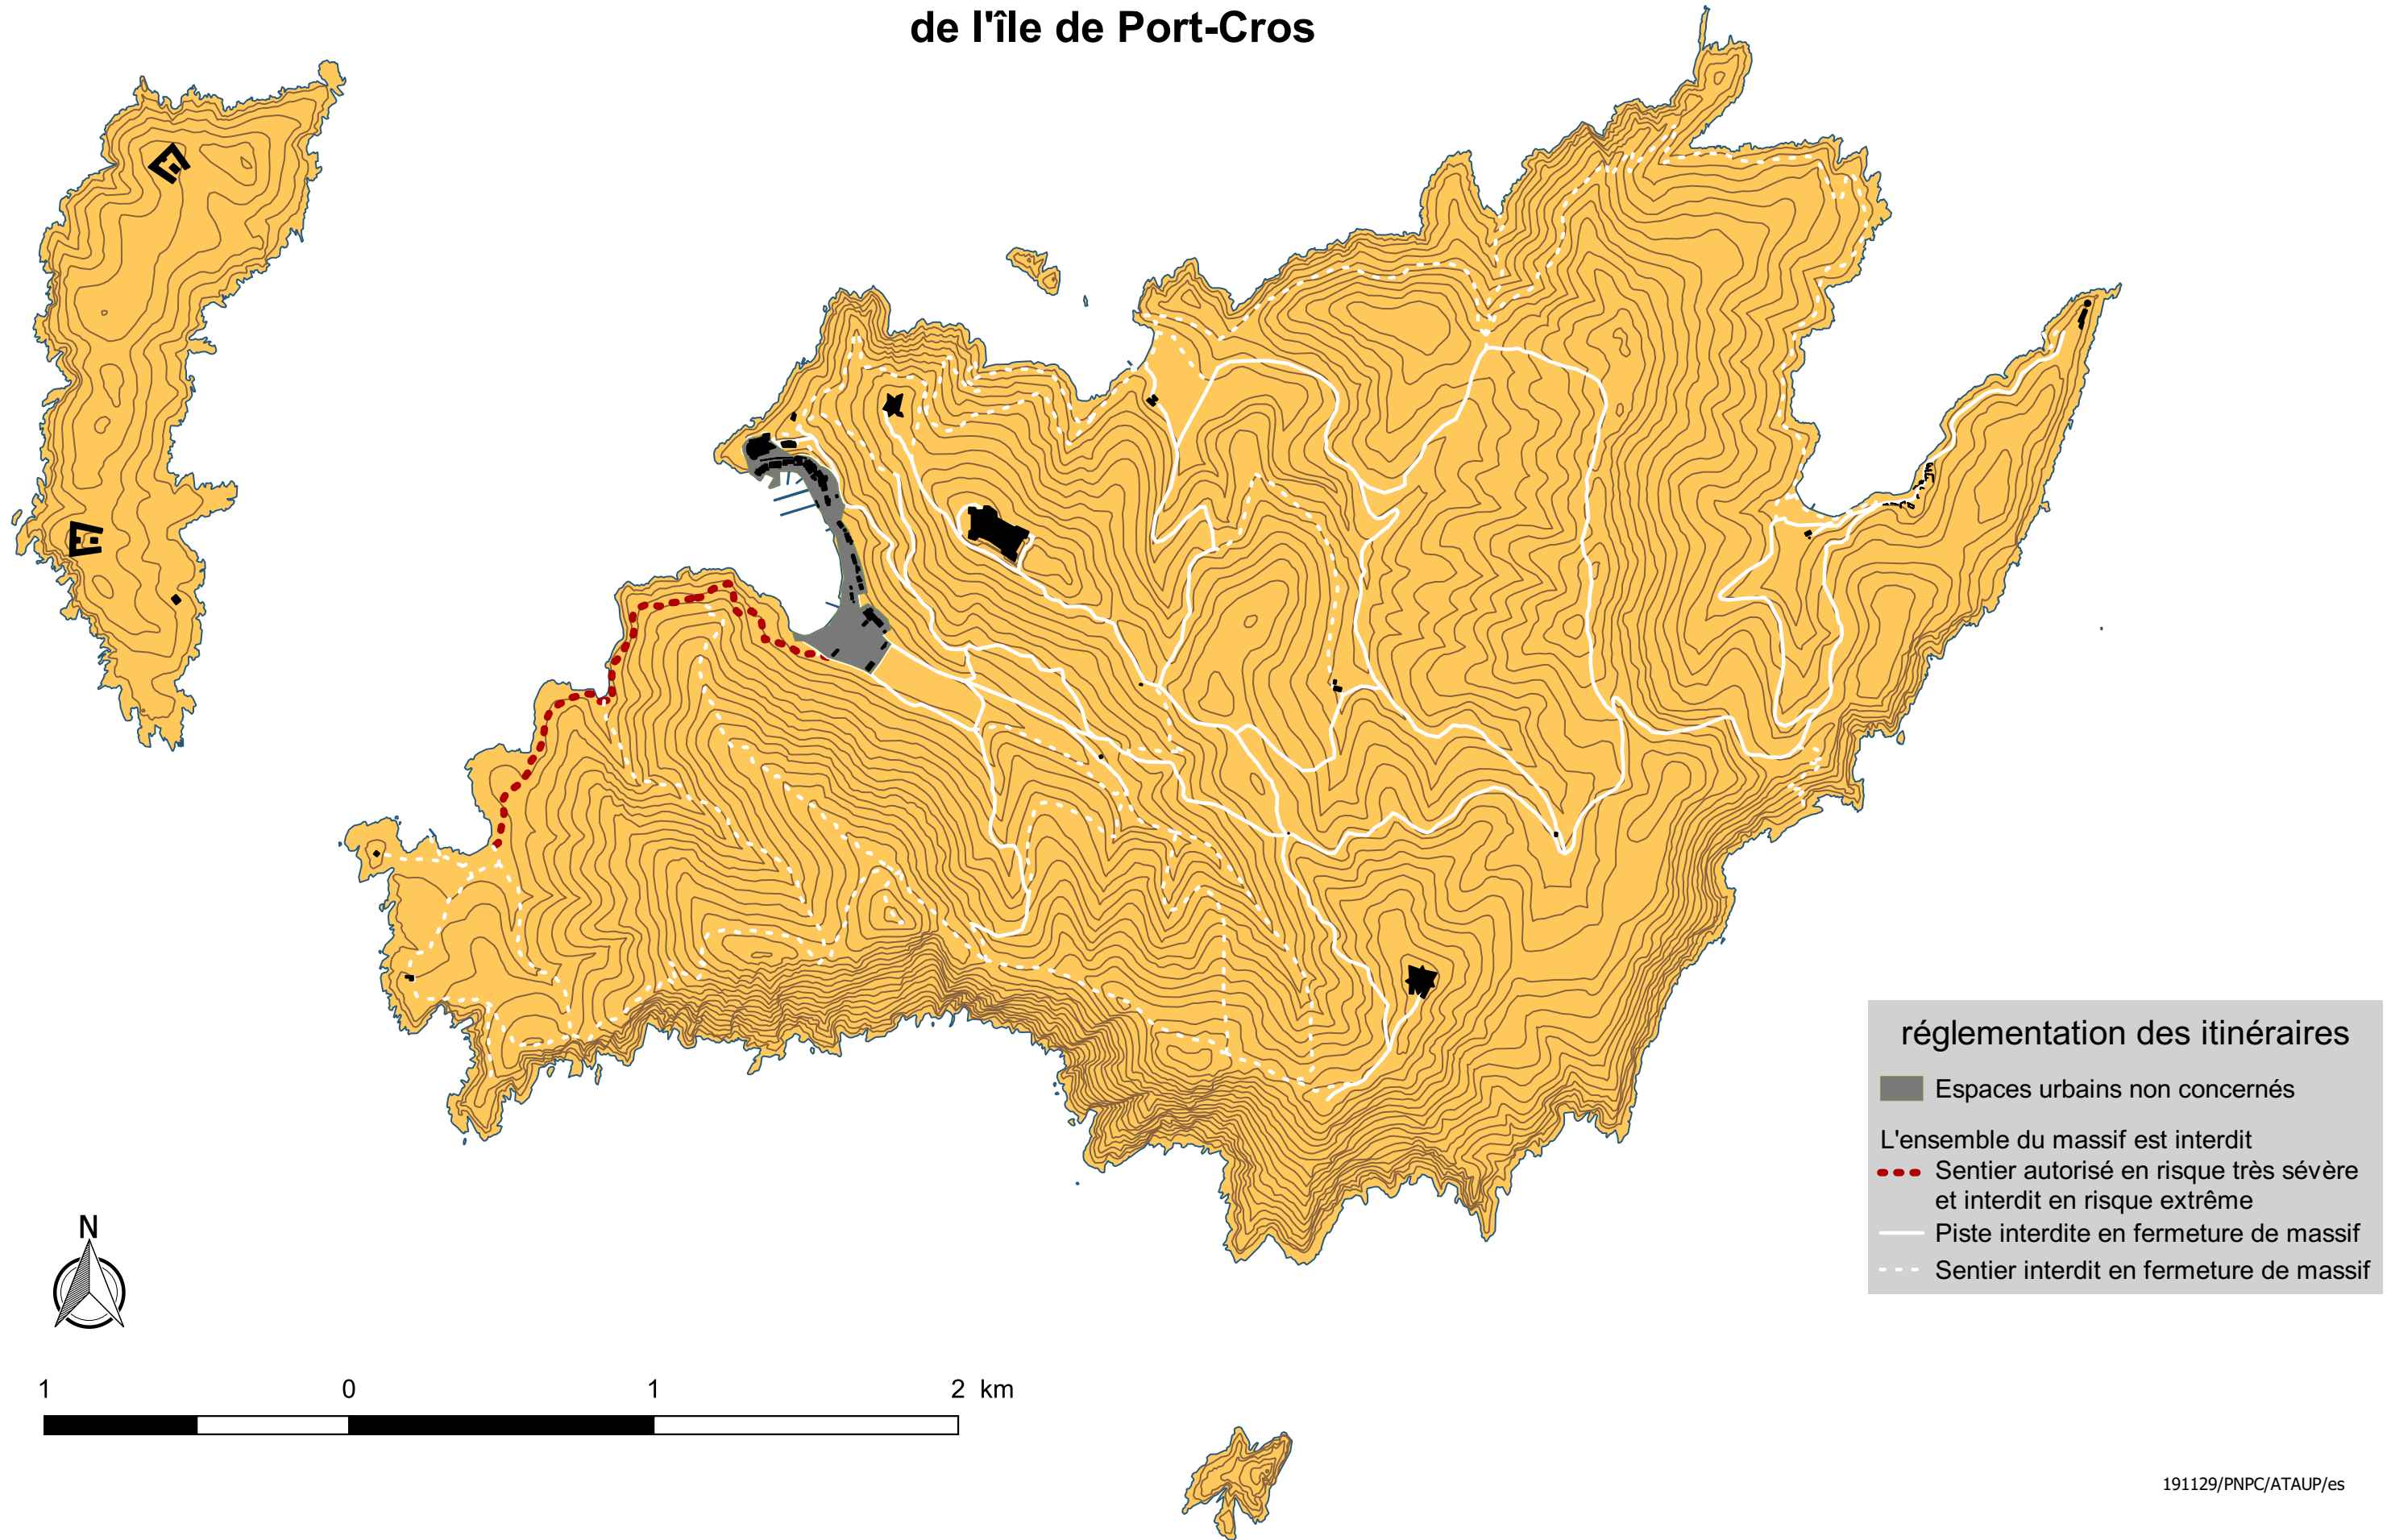 de l'île de Port-Cros
réglementation des itinéraires
Espaces urbains non concernés
L'ensemble du massif est interdit
Sentier autorisé en risque très sévère
et interdit en risque extrême
Piste interdite en fermeture de massif
Sentier interdit en fermeture de massif
N
1 0 1 2 km
191129/PNPC/ATAUP/es